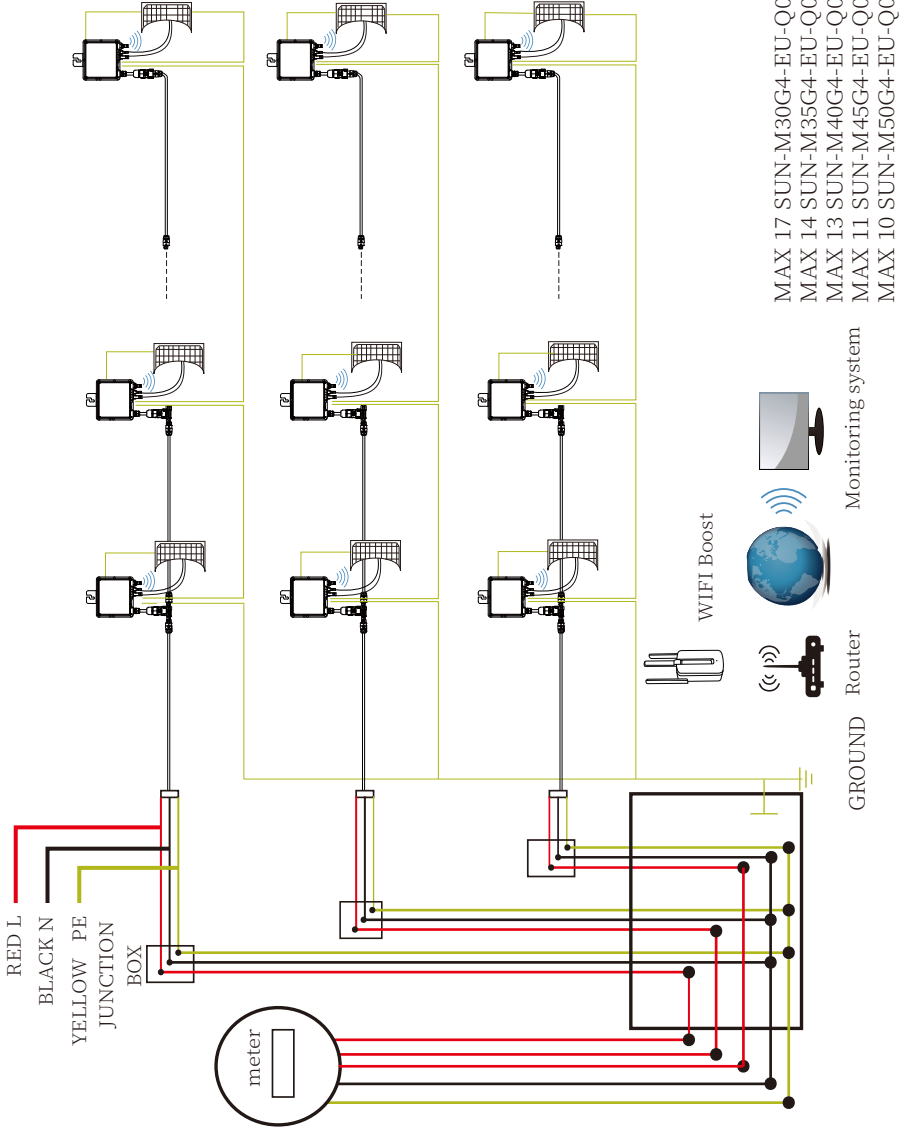 RED L
BLACK N
YELLOW PE
JUNCTION
BOX
meter
WIFI Boost
GROUND
Router
Monitoring system
MAX 17 SUN-M30G4-EU-Q0
MAX 14 SUN-M35G4-EU-Q0
MAX 13 SUN-M40G4-EU-Q0
MAX 11 SUN-M45G4-EU-Q0
MAX 10 SUN-M50G4-EU-Q0